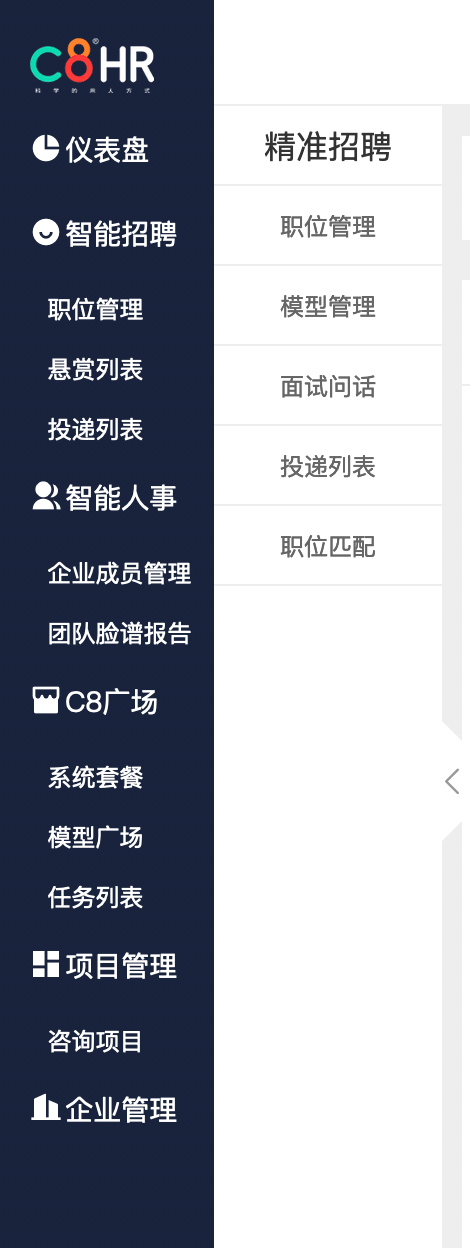 C8HR®
科学的用人方式
仪表盘
智能招聘
职位管理
悬赏列表
投递列表
智能人事
企业成员管理
团队脸谱报告
C8广场
系统套餐
模型广场
任务列表
项目管理
咨询项目
企业管理
精准招聘
职位管理
模型管理
面试问话
投递列表
职位匹配